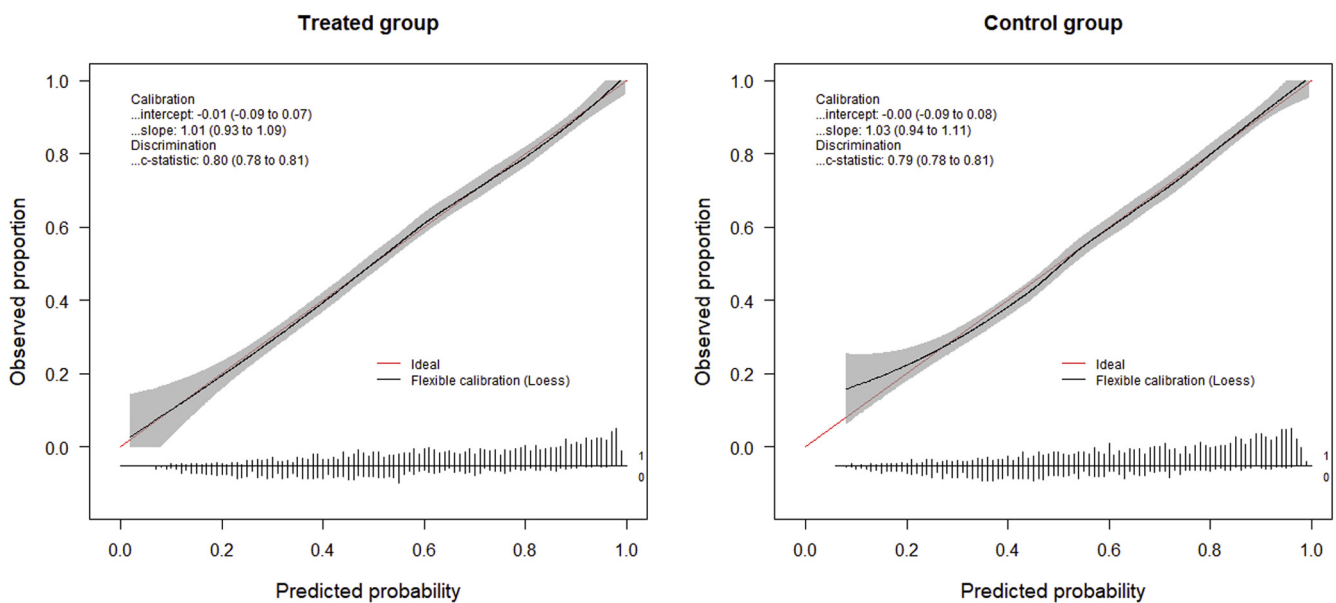 Treated group
1.0
0.8
0.6
0.4
0.2
0.0
Observed proportion
Calibration
...intercept: -0.01 (-0.09 to 0.07)
...slope: 1.01 (0.93 to 1.09)
Discrimination
...c-statistic: 0.80 (0.78 to 0.81)
Ideal
Flexible calibration (Loess)
1
0
0.0 0.2 0.4 0.6 0.8 1.0
Predicted probability
Control group
1.0
0.8
0.6
0.4
0.2
0.0
Observed proportion
Calibration
...intercept: -0.00 (-0.09 to 0.08)
...slope: 1.03 (0.94 to 1.11)
Discrimination
...c-statistic: 0.79 (0.78 to 0.81)
Ideal
Flexible calibration (Loess)
1
0
0.0 0.2 0.4 0.6 0.8 1.0
Predicted probability